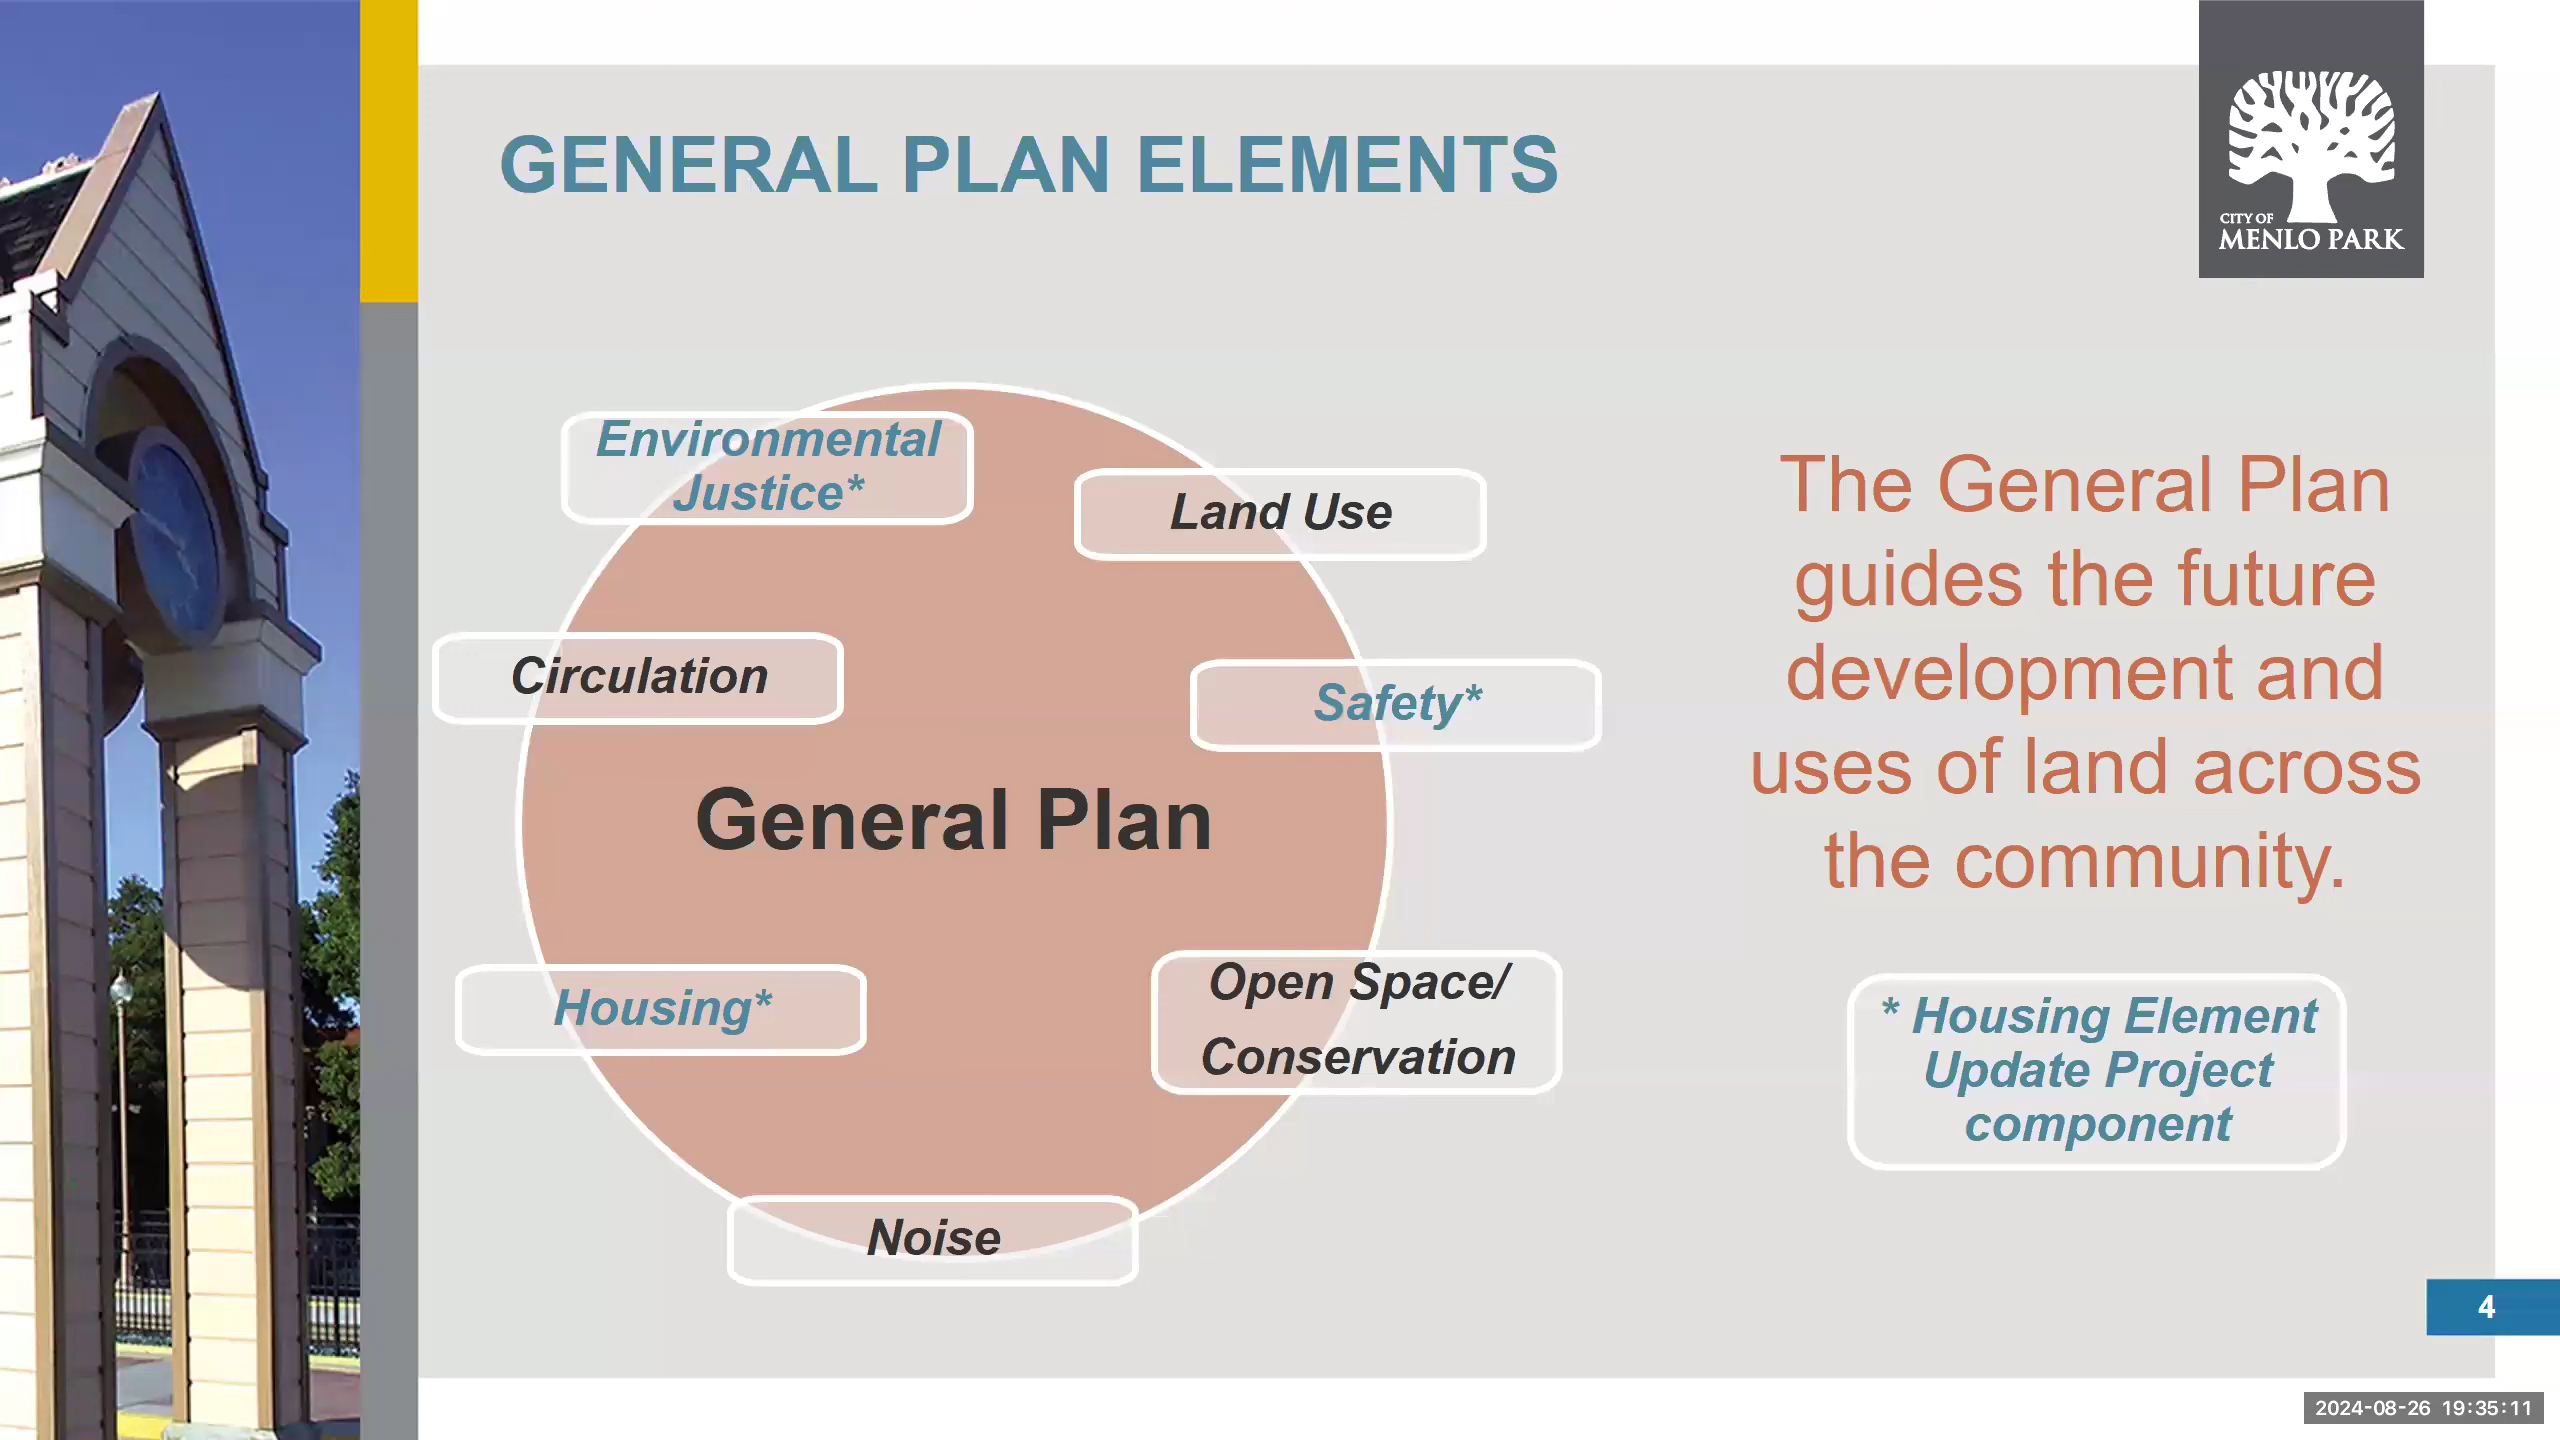 GENERAL PLAN ELEMENTS
CITY OF
MENLO PARK
Environmental
Justice*
Land Use
Circulation
Safety*
General Plan
Housing*
Open Space/
Conservation
Noise
The General Plan
guides the future
development and
uses of land across
the community.
* Housing Element
Update Project
component
4
2024-08-26 19:35:11